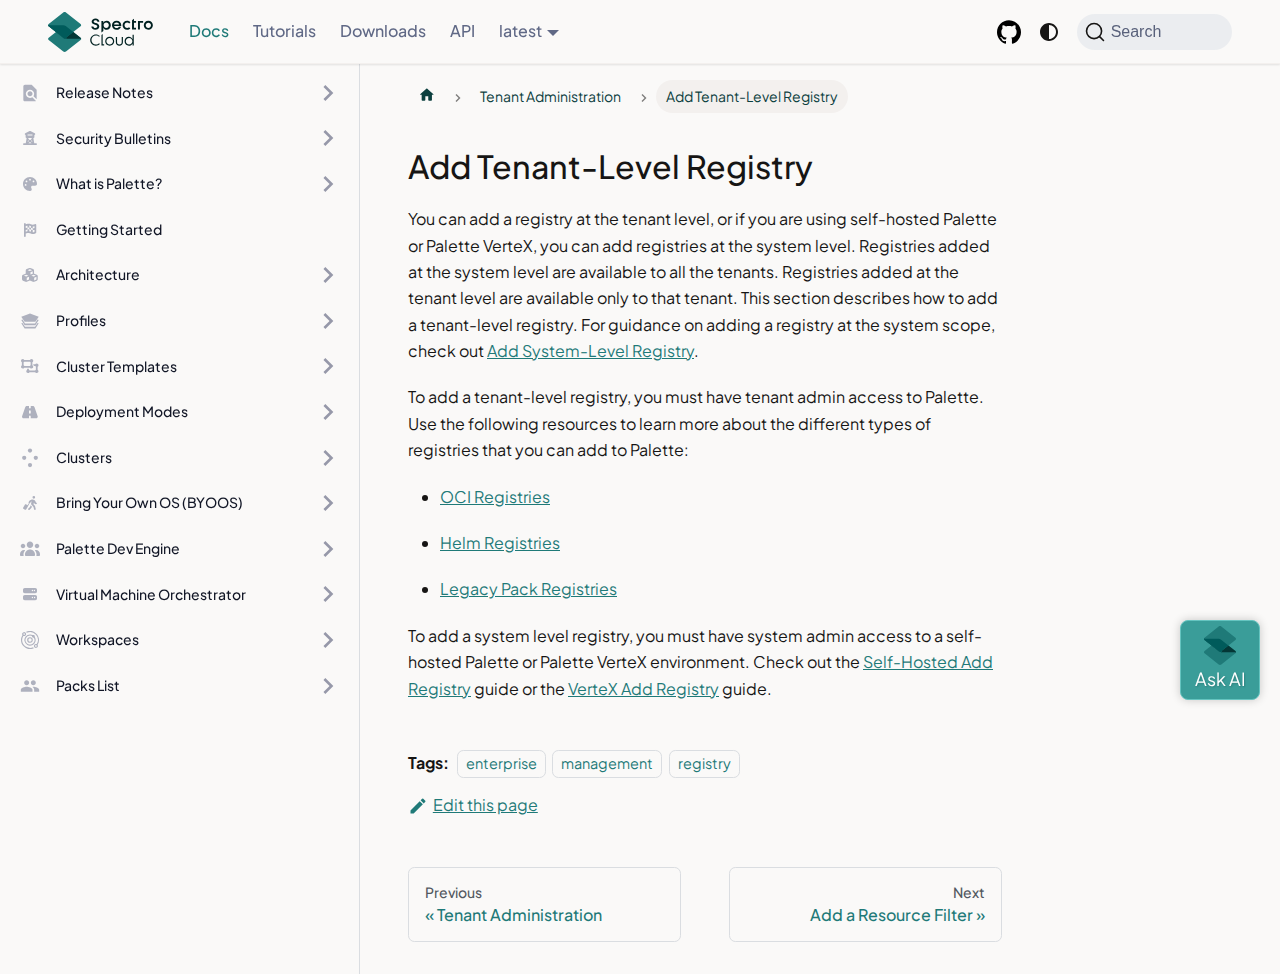 Spectro Cloud
Docs
Tutorials
Downloads
API
latest
Search
Release Notes
Security Bulletins
What is Palette?
Getting Started
Architecture
Profiles
Cluster Templates
Deployment Modes
Clusters
Bring Your Own OS (BYOOS)
Palette Dev Engine
Virtual Machine Orchestrator
Workspaces
Packs List
Tenant Administration
Add Tenant-Level Registry
Add Tenant-Level Registry
You can add a registry at the tenant level, or if you are using self-hosted Palette
or Palette VerteX, you can add registries at the system level. Registries added
at the system level are available to all the tenants. Registries added at the
tenant level are available only to that tenant. This section describes how to add
a tenant-level registry. For guidance on adding a registry at the system scope,
check out Add System-Level Registry.
To add a tenant-level registry, you must have tenant admin access to Palette.
Use the following resources to learn more about the different types of
registries that you can add to Palette:
OCI Registries
Helm Registries
Legacy Pack Registries
To add a system level registry, you must have system admin access to a self-
hosted Palette or Palette VerteX environment. Check out the Self-Hosted Add
Registry guide or the VerteX Add Registry guide.
Tags: enterprise management registry
Edit this page
Previous
« Tenant Administration
Next
Add a Resource Filter »
Ask AI